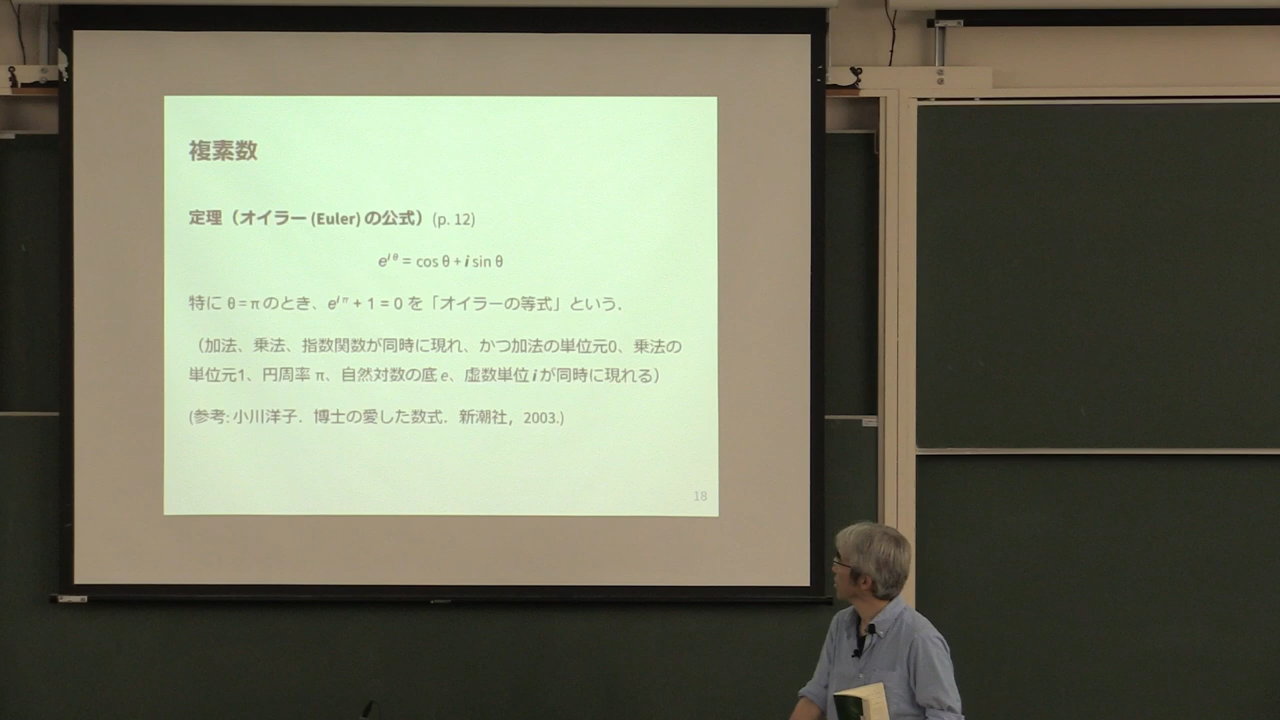 複素数
定理（オイラー (Euler) の公式）(p. 12)
e^{iθ} = cos θ + i sin θ
特に θ = π のとき、e^{iπ} + 1 = 0 を「オイラーの等式」という．
（加法、乗法、指数関数が同時に現れ、かつ加法の単位元0、乗法の
単位元1、円周率 π、自然対数の底 e、虚数単位 i が同時に現れる）
(参考: 小川洋子．博士の愛した数式．新潮社，2003.)
18